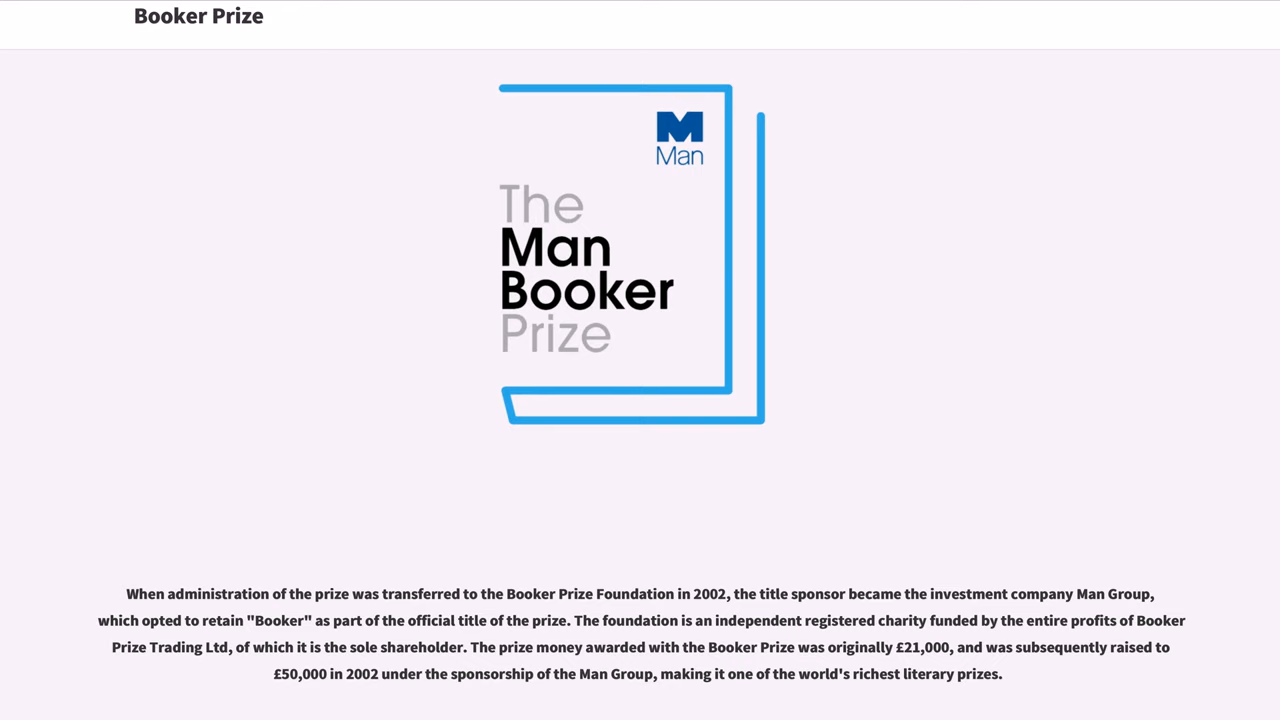 Booker Prize
M
Man
The
Man
Booker
Prize
When administration of the prize was transferred to the Booker Prize Foundation in 2002, the title sponsor became the investment company Man Group,
which opted to retain "Booker" as part of the official title of the prize. The foundation is an independent registered charity funded by the entire profits of Booker
Prize Trading Ltd, of which it is the sole shareholder. The prize money awarded with the Booker Prize was originally £21,000, and was subsequently raised to
£50,000 in 2002 under the sponsorship of the Man Group, making it one of the world's richest literary prizes.